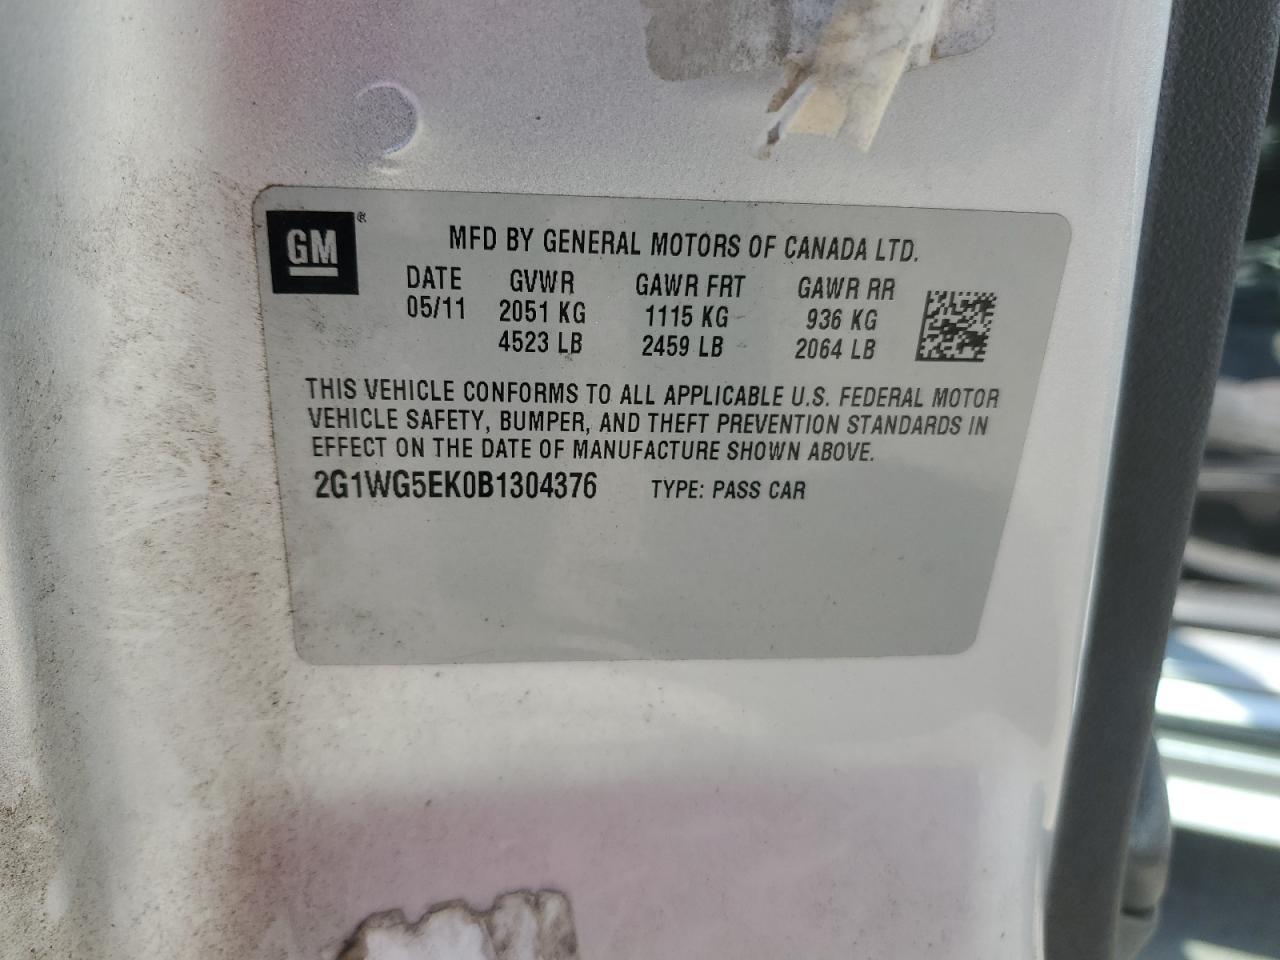 GM®
MFD BY GENERAL MOTORS OF CANADA LTD.
DATE GVWR GAWR FRT GAWR RR
05/11 2051 KG 1115 KG 936 KG
4523 LB 2459 LB 2064 LB
THIS VEHICLE CONFORMS TO ALL APPLICABLE U.S. FEDERAL MOTOR
VEHICLE SAFETY, BUMPER, AND THEFT PREVENTION STANDARDS IN
EFFECT ON THE DATE OF MANUFACTURE SHOWN ABOVE.
2G1WG5EK0B1304376 TYPE: PASS CAR